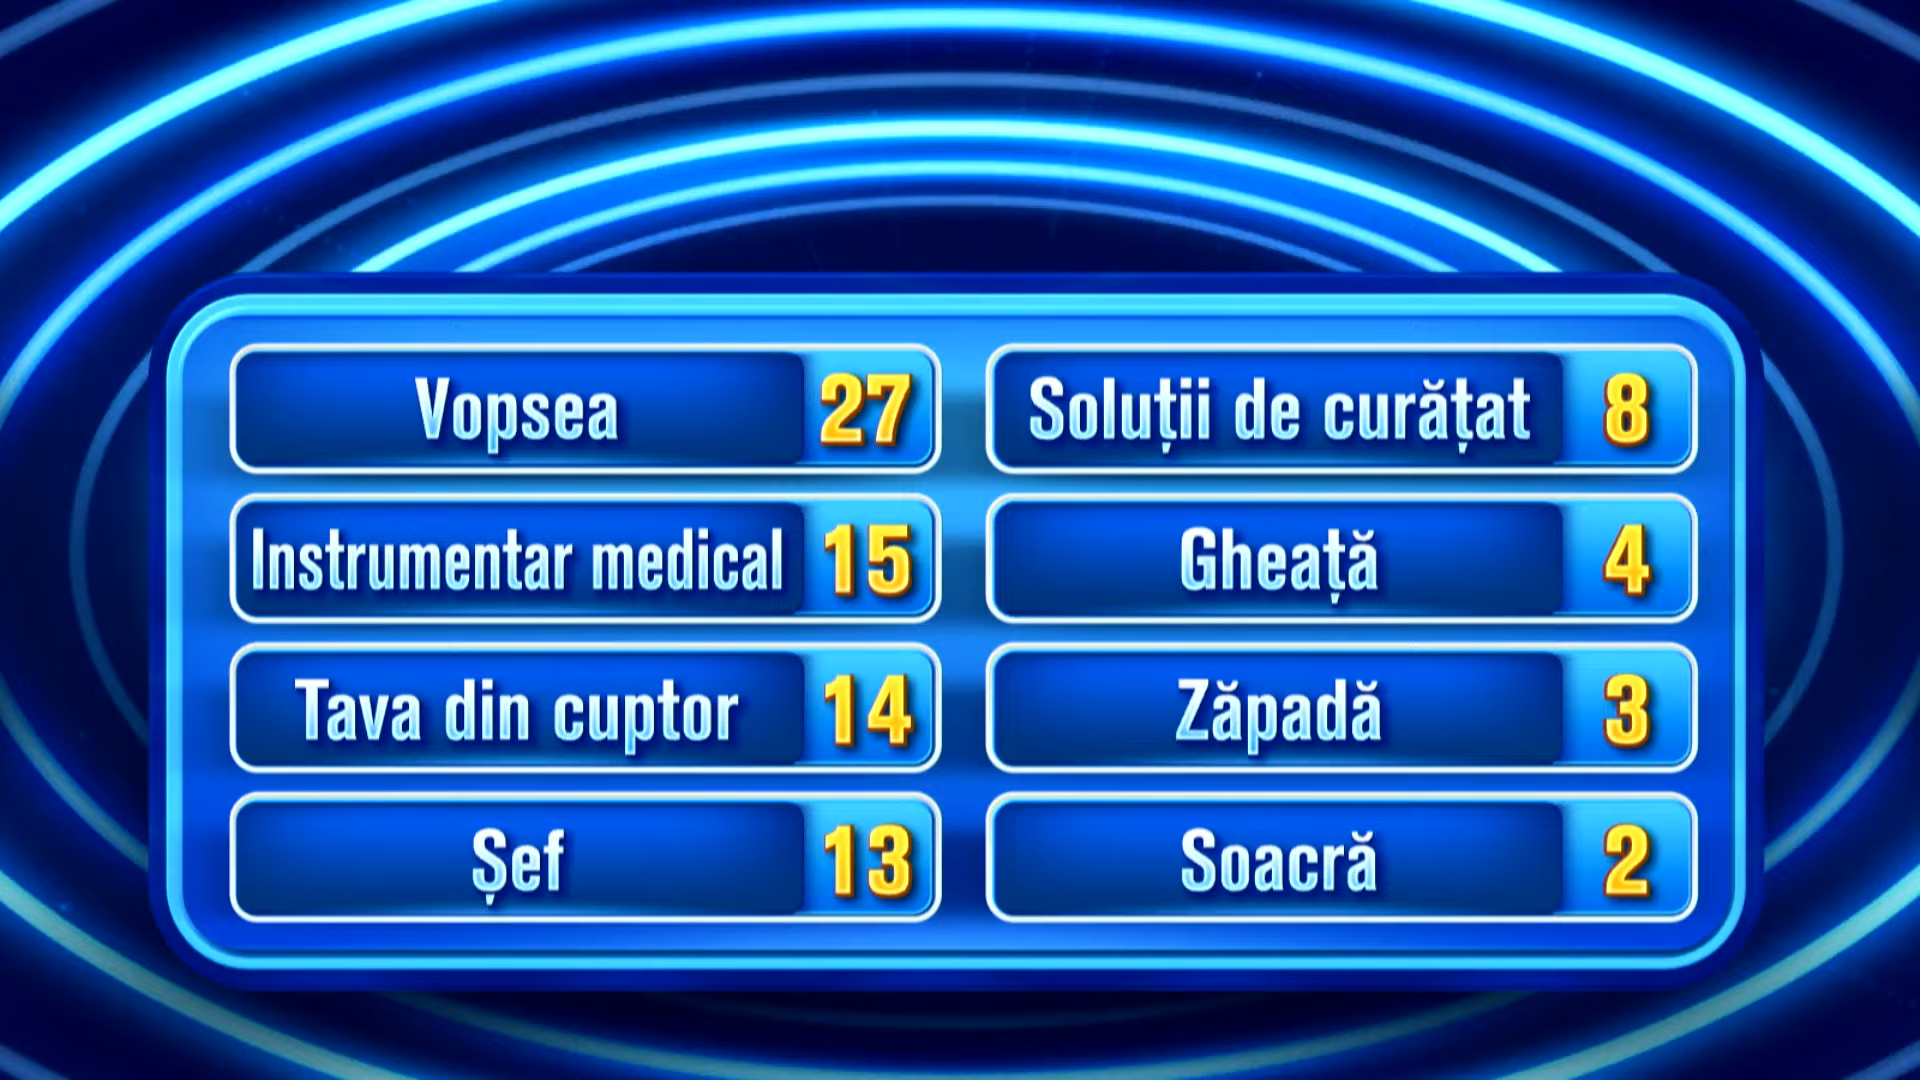 Vopsea 27
Instrumentar medical 15
Tava din cuptor 14
Șef 13
Soluții de curățat 8
Gheață 4
Zăpadă 3
Soacră 2